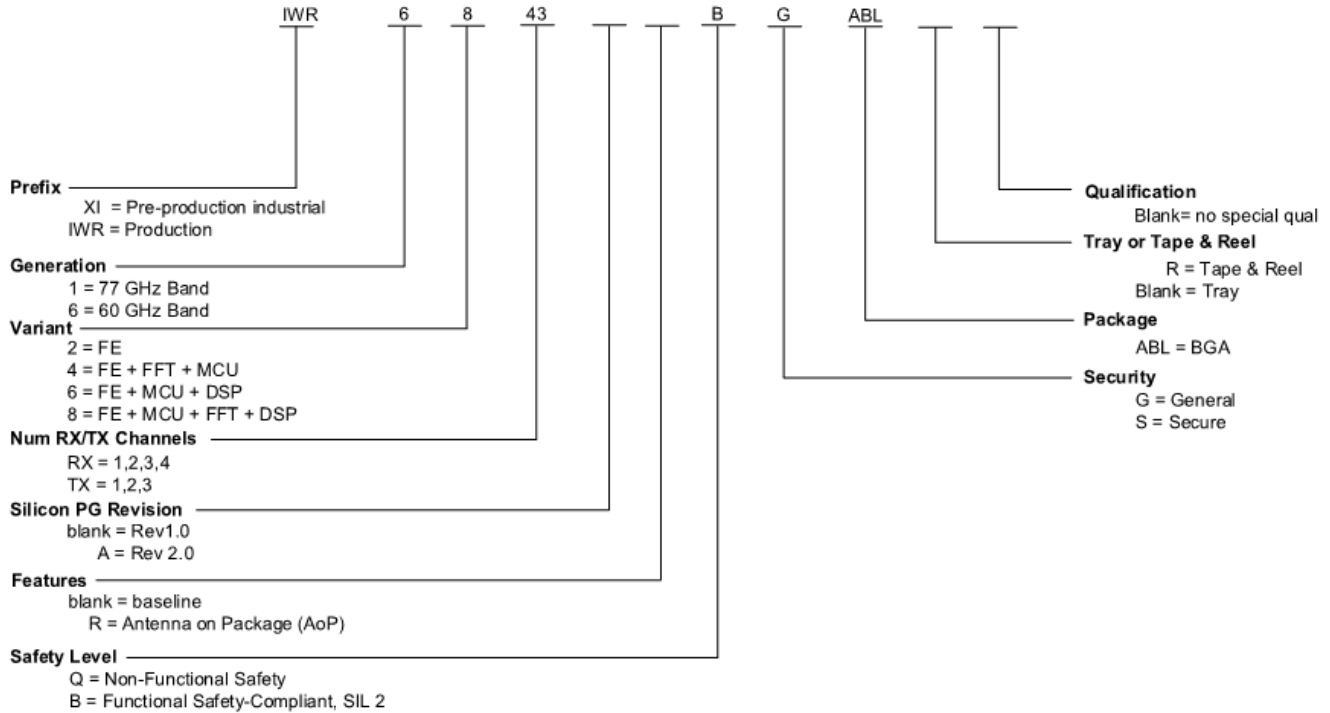 IWR 6 8 43 B G ABL
Prefix
XI = Pre-production industrial
IWR = Production
Generation
1 = 77 GHz Band
6 = 60 GHz Band
Variant
2 = FE
4 = FE + FFT + MCU
6 = FE + MCU + DSP
8 = FE + MCU + FFT + DSP
Num RX/TX Channels
RX = 1,2,3,4
TX = 1,2,3
Silicon PG Revision
blank = Rev1.0
A = Rev 2.0
Features
blank = baseline
R = Antenna on Package (AoP)
Safety Level
Q = Non-Functional Safety
B = Functional Safety-Compliant, SIL 2
Qualification
Blank= no special qual
Tray or Tape & Reel
R = Tape & Reel
Blank = Tray
Package
ABL = BGA
Security
G = General
S = Secure